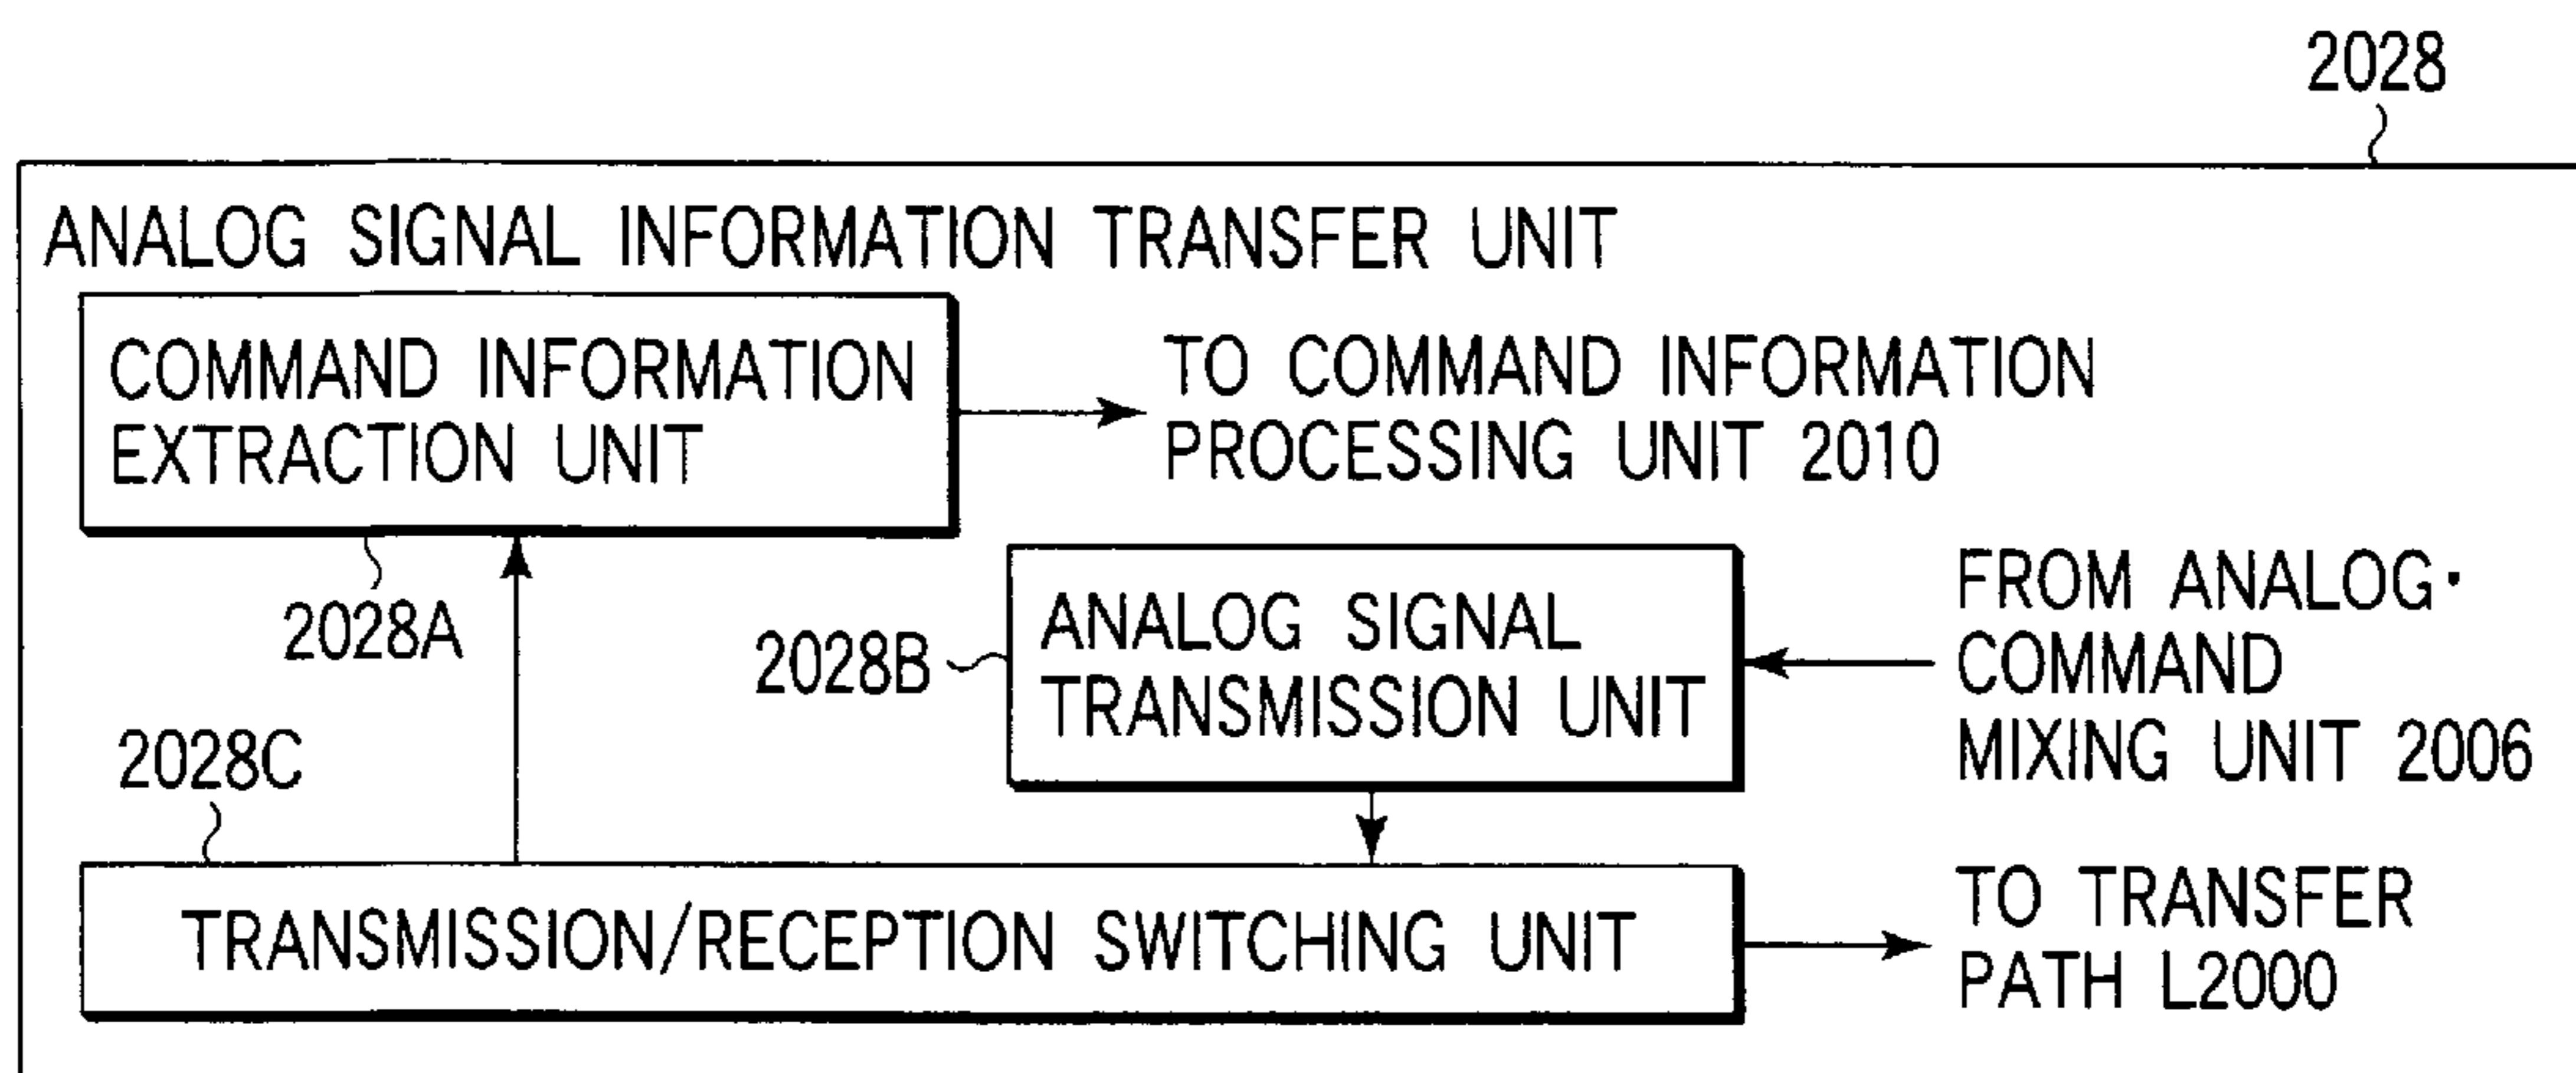 2028
ANALOG SIGNAL INFORMATION TRANSFER UNIT
COMMAND INFORMATION
EXTRACTION UNIT
TO COMMAND INFORMATION
PROCESSING UNIT 2010
2028A
2028B
ANALOG SIGNAL
TRANSMISSION UNIT
FROM ANALOG·
COMMAND
MIXING UNIT 2006
2028C
TRANSMISSION/RECEPTION SWITCHING UNIT
TO TRANSFER
PATH L2000